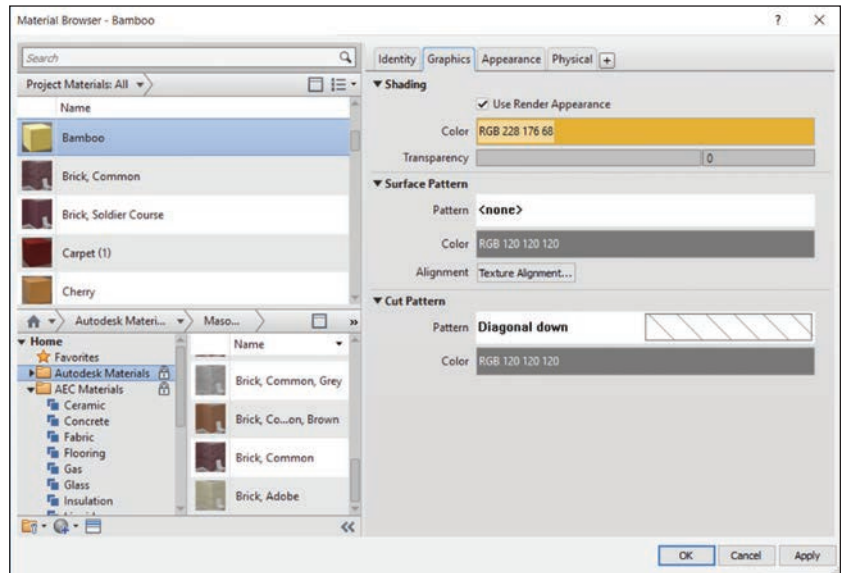 Material Browser - Bamboo
? ×
Search
Project Materials: All
Name
Bamboo
Brick, Common
Brick, Soldier Course
Carpet (1)
Cherry
Autodesk Materi...
Maso...
»
Home
Favorites
Autodesk Materials
AEC Materials
Ceramic
Concrete
Fabric
Flooring
Gas
Glass
Insulation
Name
Brick, Common, Grey
Brick, Co...on, Brown
Brick, Common
Brick, Adobe
«
Identity Graphics Appearance Physical +
Shading
Use Render Appearance
Color RGB 228 176 68
Transparency 0
Surface Pattern
Pattern <none>
Color RGB 120 120 120
Alignment Texture Alignment...
Cut Pattern
Pattern Diagonal down
Color RGB 120 120 120
OK Cancel Apply